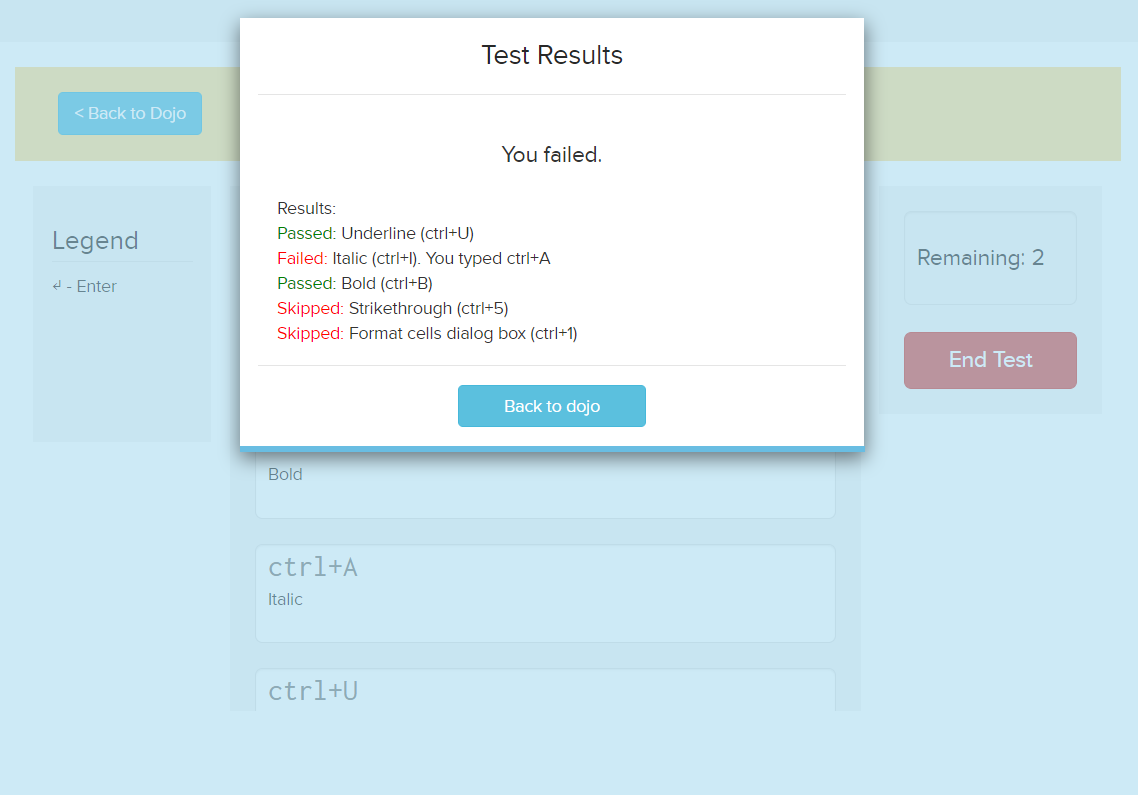 Test Results
You failed.
Results:
Passed: Underline (ctrl+U)
Failed: Italic (ctrl+I). You typed ctrl+A
Passed: Bold (ctrl+B)
Skipped: Strikethrough (ctrl+5)
Skipped: Format cells dialog box (ctrl+1)
Back to dojo
< Back to Dojo
Legend
↲ - Enter
Bold
ctrl+A
Italic
ctrl+U
Remaining: 2
End Test